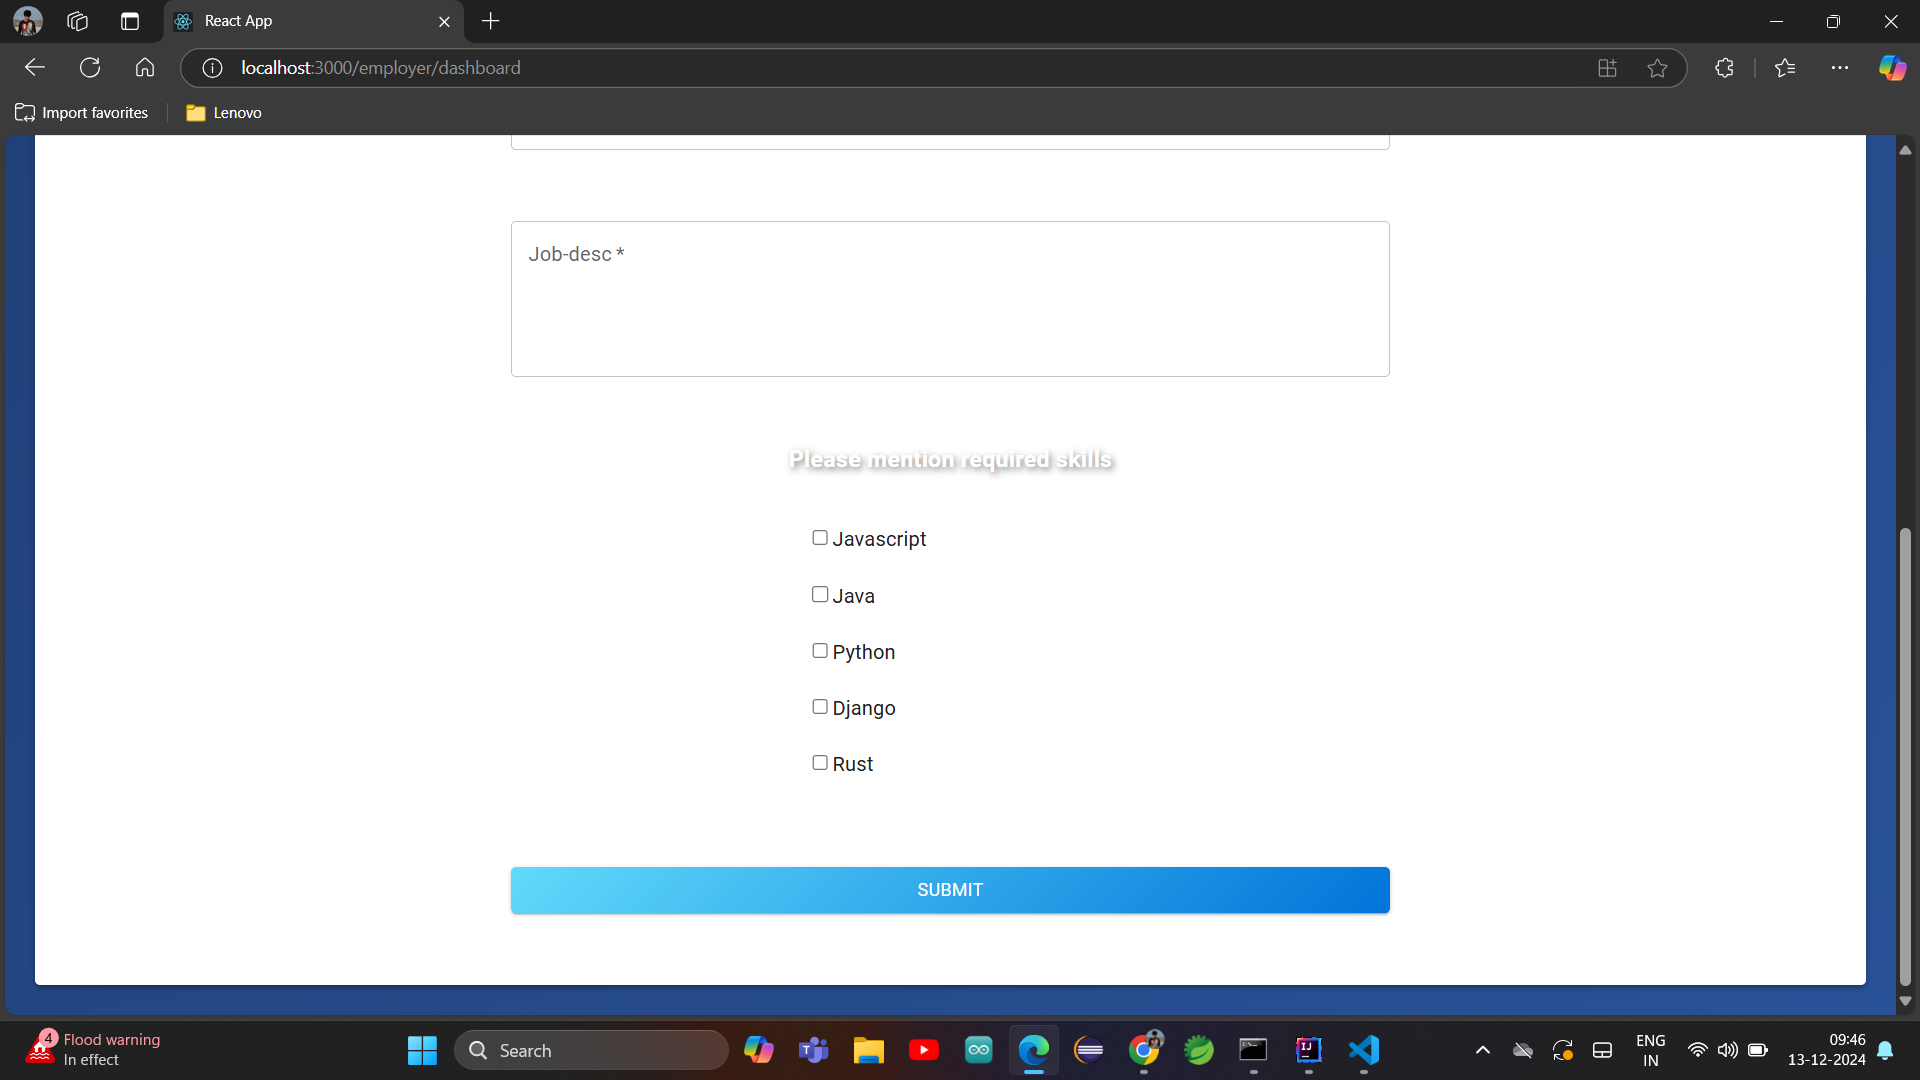 React App
localhost:3000/employer/dashboard
Import favorites
Lenovo
Job-desc *
Please mention required skills
Javascript
Java
Python
Django
Rust
SUBMIT
4
Flood warning
In effect
Search
ENG
IN
09:46
13-12-2024